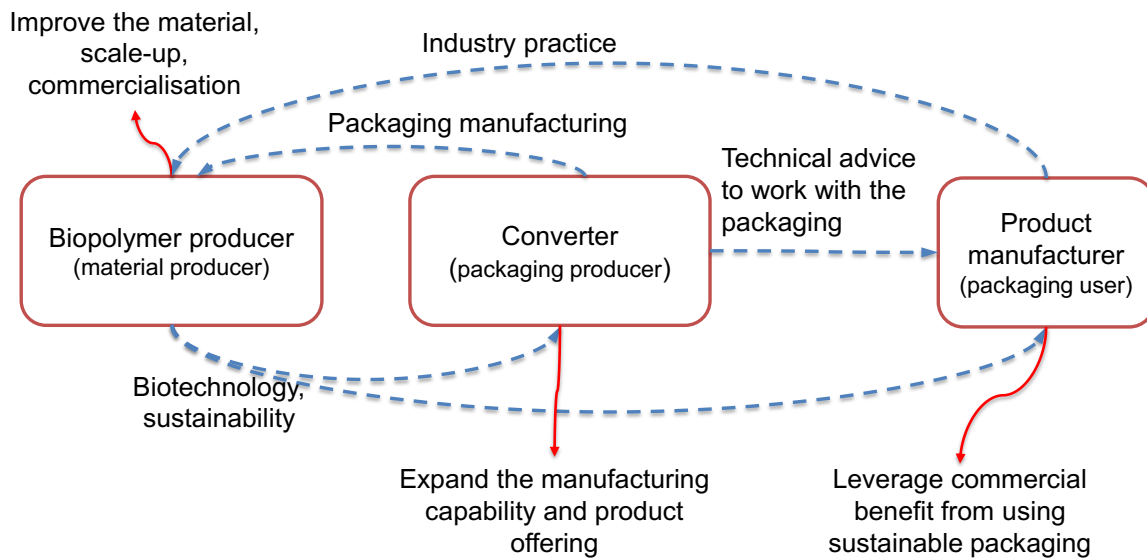 Improve the material,
scale-up,
commercialisation
Industry practice
Packaging manufacturing
Technical advice
to work with the
packaging
Biopolymer producer
(material producer)
Converter
(packaging producer)
Product
manufacturer
(packaging user)
Biotechnology,
sustainability
Expand the manufacturing
capability and product
offering
Leverage commercial
benefit from using
sustainable packaging